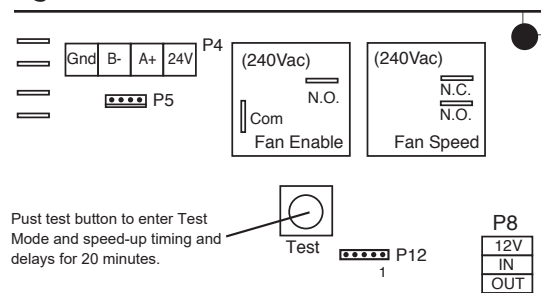 Gnd B- A+ 24V P4
P5
(240Vac)
N.O.
Com
Fan Enable
(240Vac)
N.C.
N.O.
Fan Speed
Pust test button to enter Test
Mode and speed-up timing and
delays for 20 minutes.
Test
P12
1
P8
12V
IN
OUT